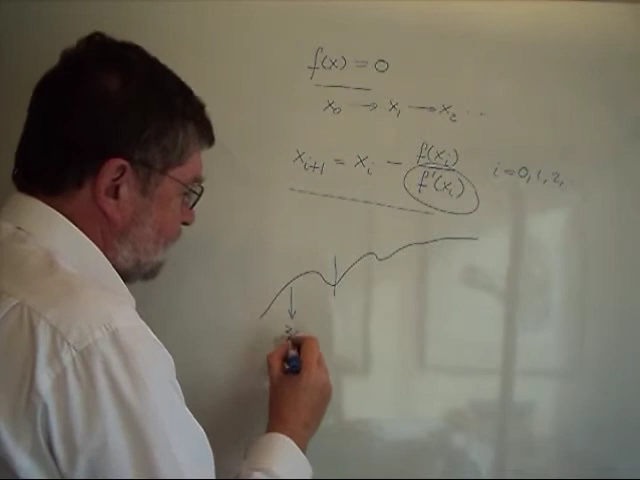 f(x) = 0
x₀ → x₁ → x₂ ...
xᵢ₊₁ = xᵢ - f(xᵢ) / f'(xᵢ) i=0,1,2,